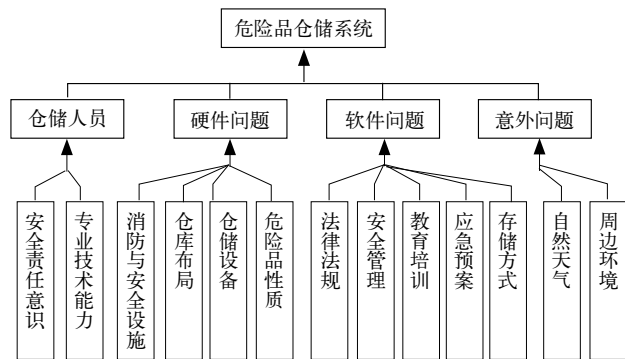 危险品仓储系统
仓储人员
硬件问题
软件问题
意外问题
安全责任意识
专业技术能力
消防与安全设施
仓库布局
仓储设备
危险品性质
法律法规
安全管理
教育培训
应急预案
存储方式
自然天气
周边环境